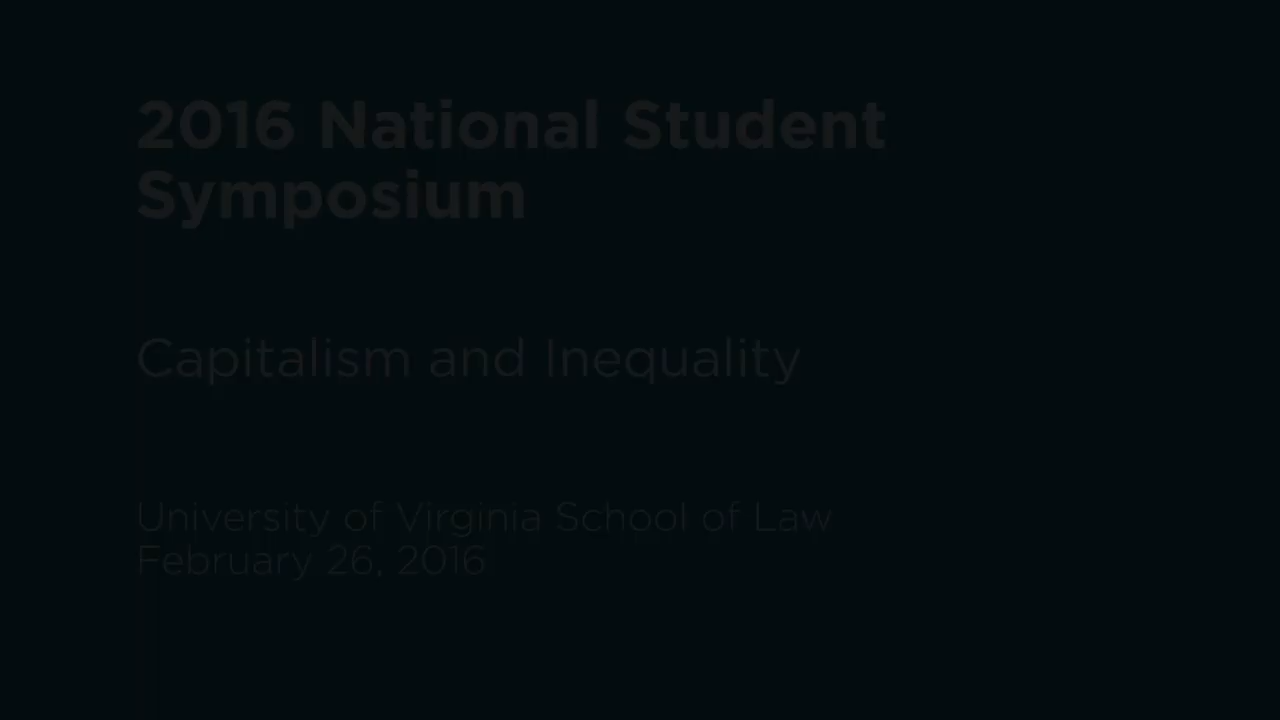 2016 National Student
Symposium
Capitalism and Inequality
University of Virginia School of Law
February 26, 2016